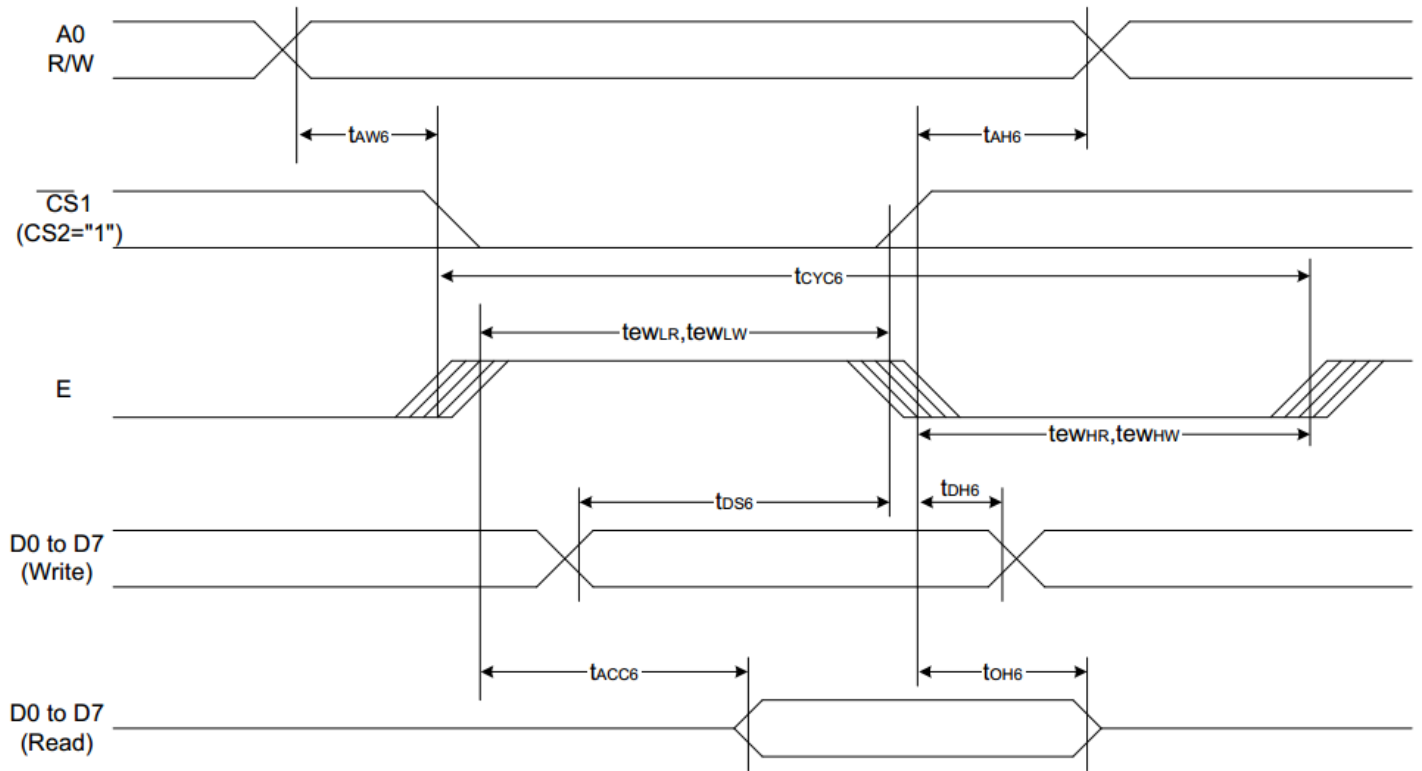 A0
R/W
tAW6
tAH6
CS1
(CS2="1")
tCYC6
tewLR,tewLW
E
tewHR,tewHW
tDS6
tDH6
D0 to D7
(Write)
tACC6
tOH6
D0 to D7
(Read)